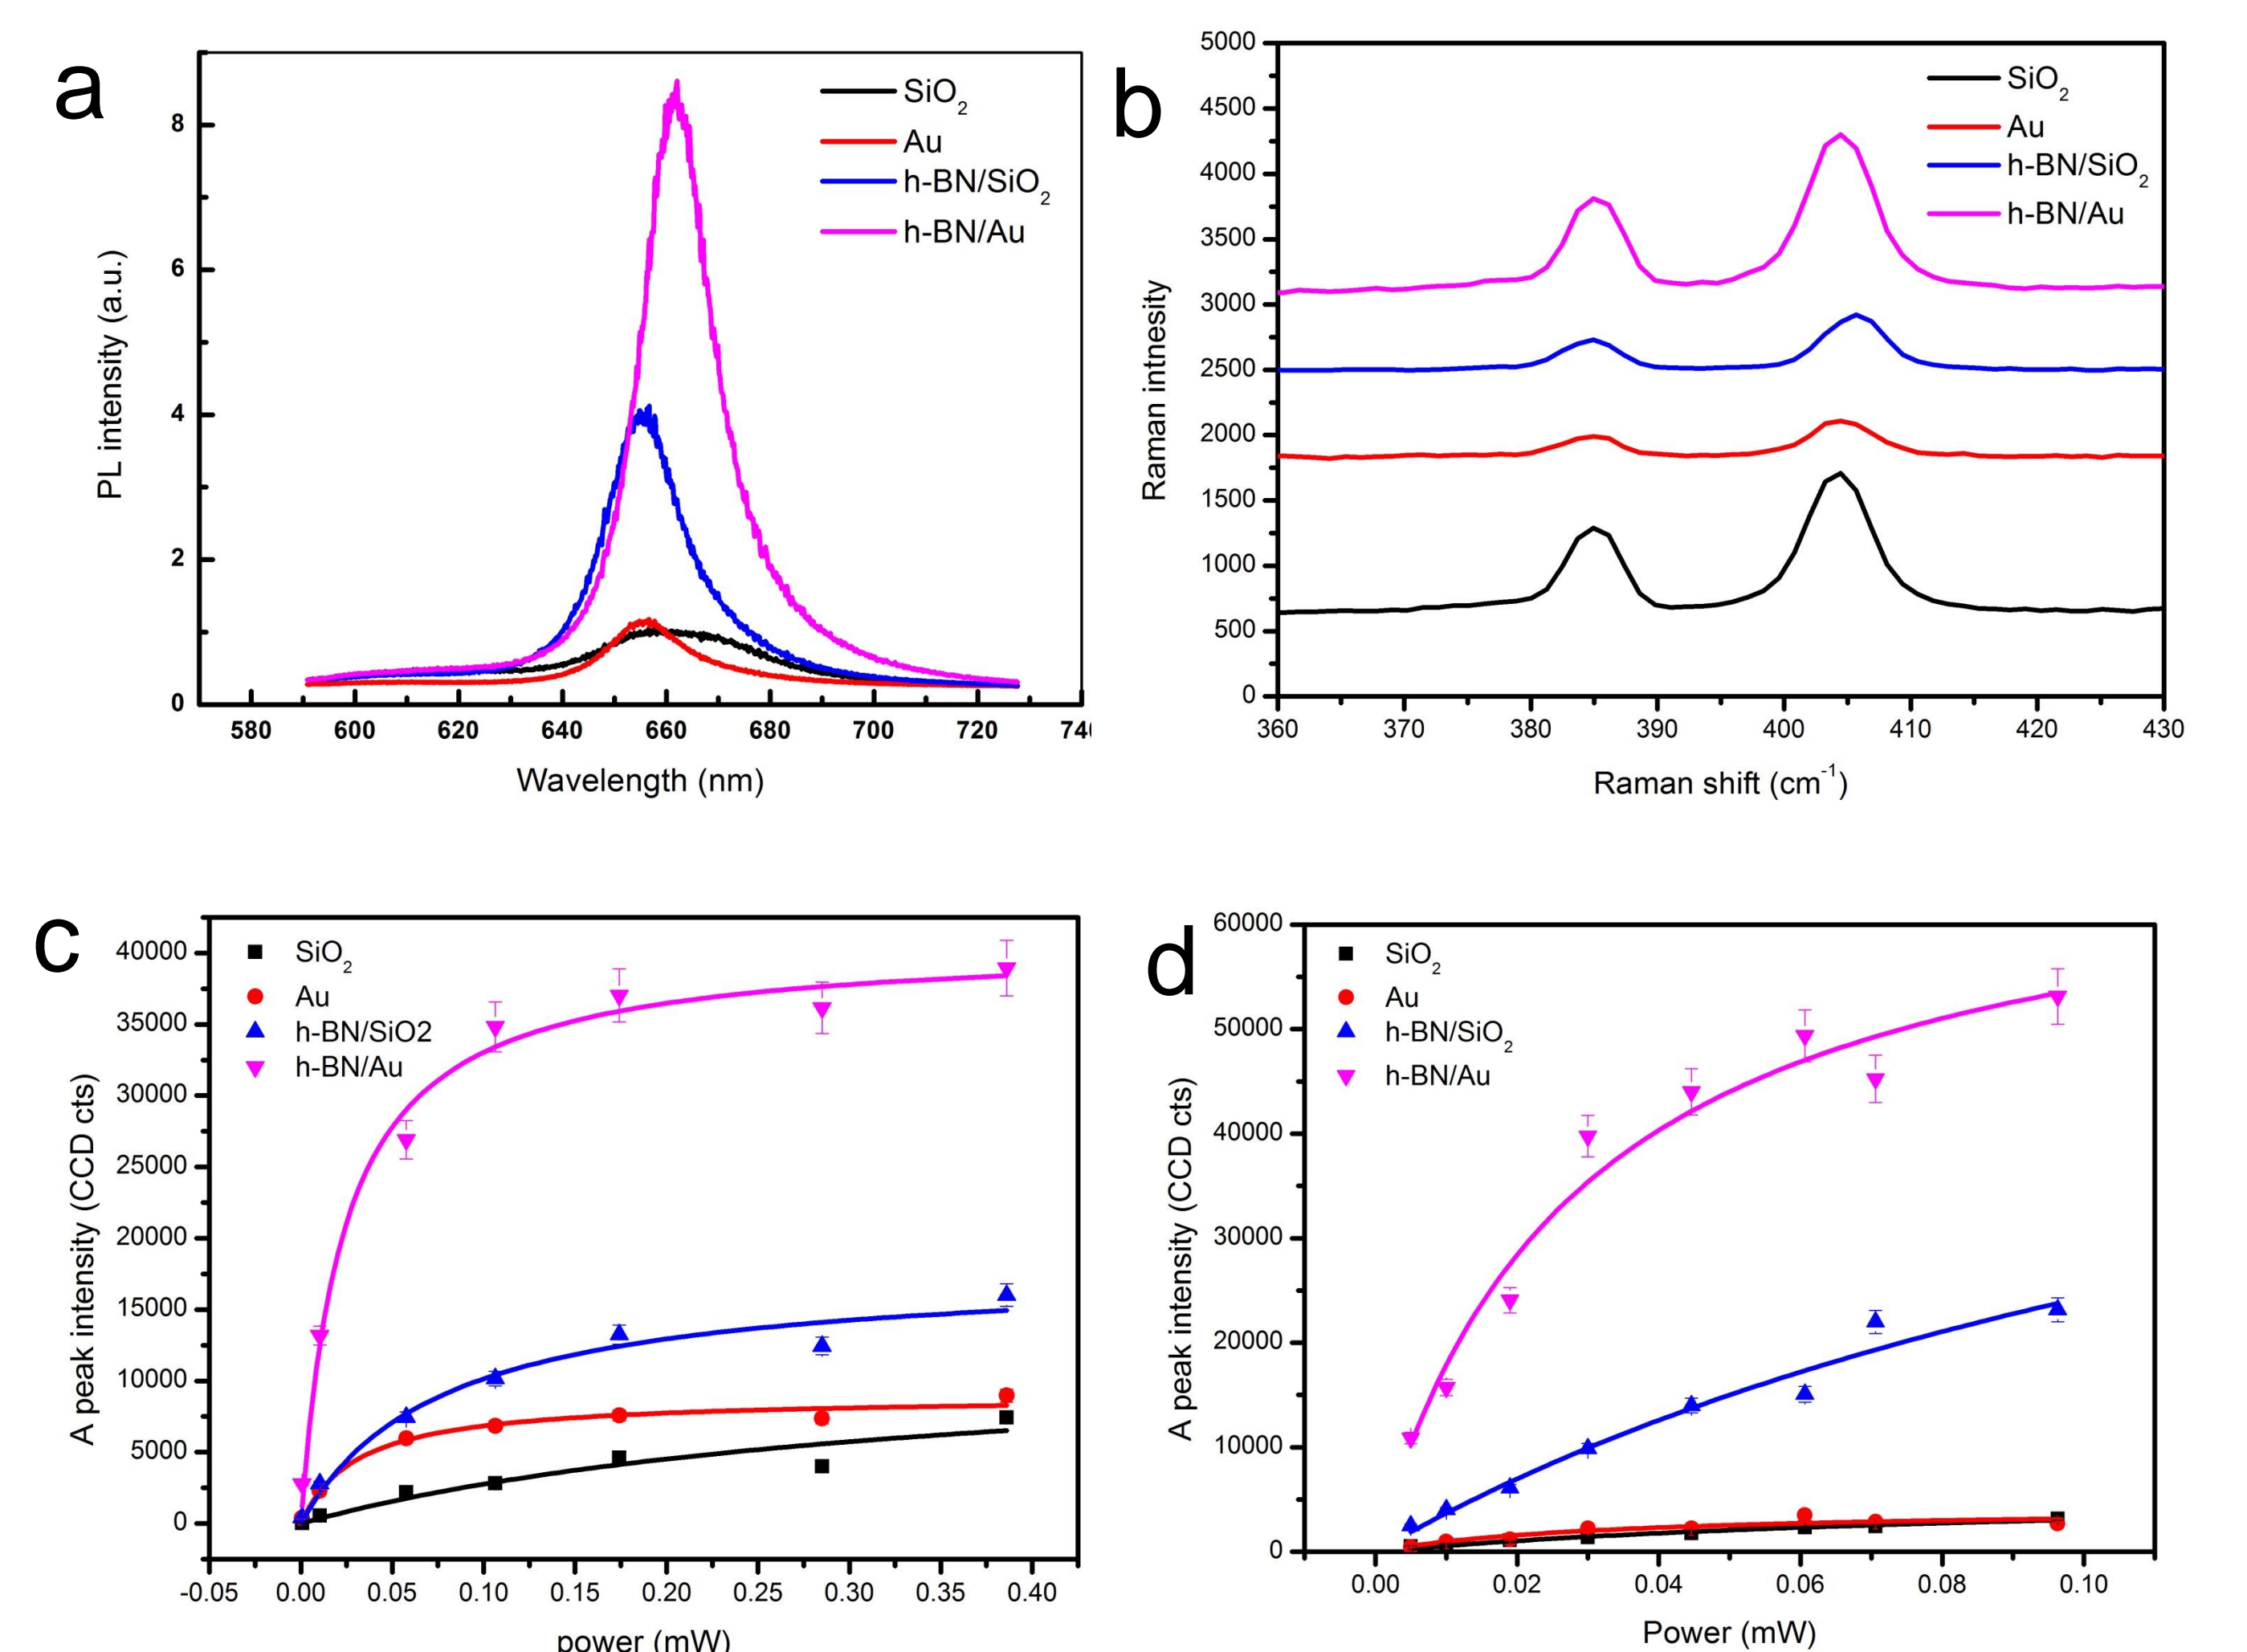 a
PL intensity (a.u.)
8
6
4
2
0
580 600 620 640 660 680 700 720 74
Wavelength (nm)
SiO2
Au
h-BN/SiO2
h-BN/Au
b
Raman intnesity
5000
4500
4000
3500
3000
2500
2000
1500
1000
500
0
360 370 380 390 400 410 420 430
Raman shift (cm-1)
SiO2
Au
h-BN/SiO2
h-BN/Au
c
A peak intensity (CCD cts)
40000
35000
30000
25000
20000
15000
10000
5000
0
-0.05 0.00 0.05 0.10 0.15 0.20 0.25 0.30 0.35 0.40
power (mW)
SiO2
Au
h-BN/SiO2
h-BN/Au
d
A peak intensity (CCD cts)
60000
50000
40000
30000
20000
10000
0
0.00 0.02 0.04 0.06 0.08 0.10
Power (mW)
SiO2
Au
h-BN/SiO2
h-BN/Au